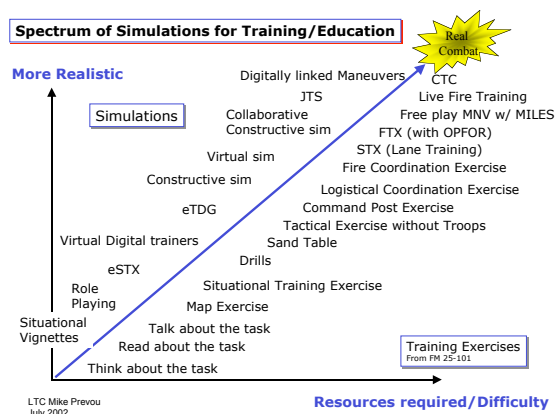 Spectrum of Simulations for Training/Education
Real
Combat
More Realistic
Digitally linked Maneuvers
CTC
JTS
Live Fire Training
Simulations
Collaborative
Constructive sim
Free play MNV w/ MILES
FTX (with OPFOR)
STX (Lane Training)
Virtual sim
Fire Coordination Exercise
Constructive sim
Logistical Coordination Exercise
eTDG
Command Post Exercise
Tactical Exercise without Troops
Virtual Digital trainers
Sand Table
Drills
eSTX
Situational Training Exercise
Role
Playing
Map Exercise
Situational
Vignettes
Talk about the task
Read about the task
Think about the task
Training Exercises
From FM 25-101
LTC Mike Prevou
July 2002
Resources required/Difficulty